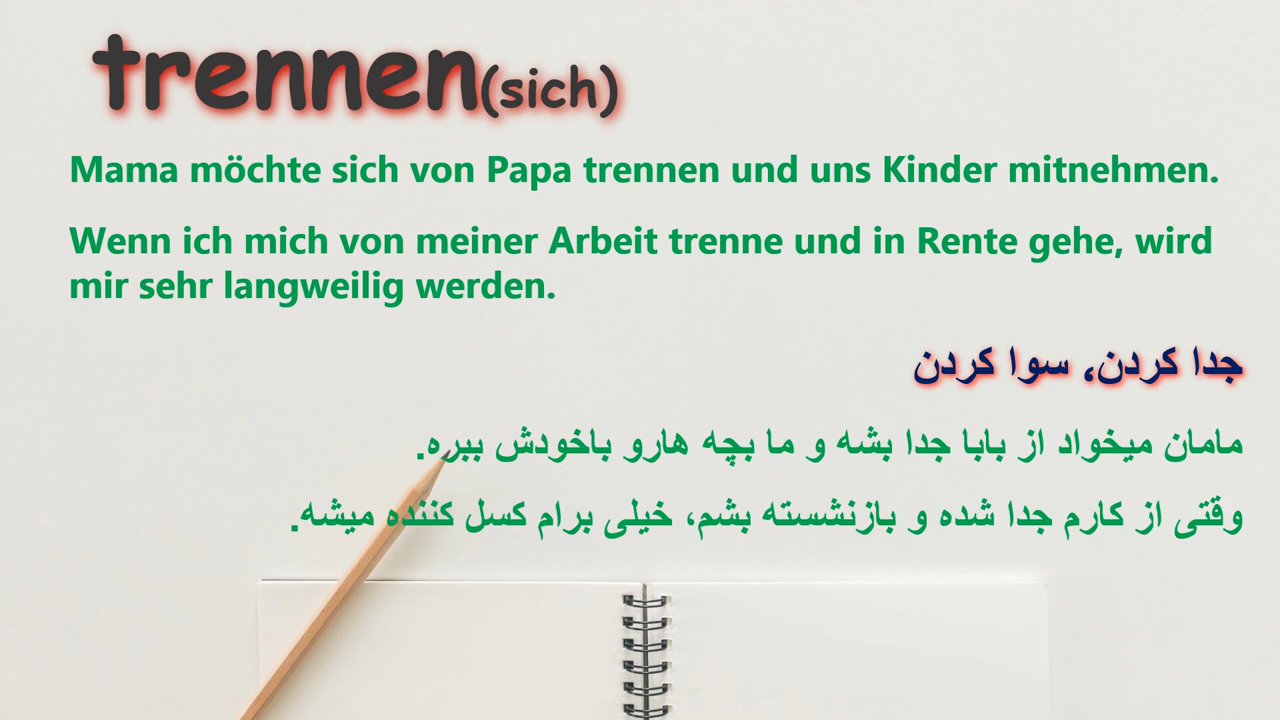 trennen(sich)
Mama möchte sich von Papa trennen und uns Kinder mitnehmen.
Wenn ich mich von meiner Arbeit trenne und in Rente gehe, wird
mir sehr langweilig werden.
جدا کردن، سوا کردن
مامان میخواد از بابا جدا بشه و ما بچه هارو باخودش ببره.
وقتی از کارم جدا شده و بازنشسته بشم، خیلی برام کسل کننده میشه.